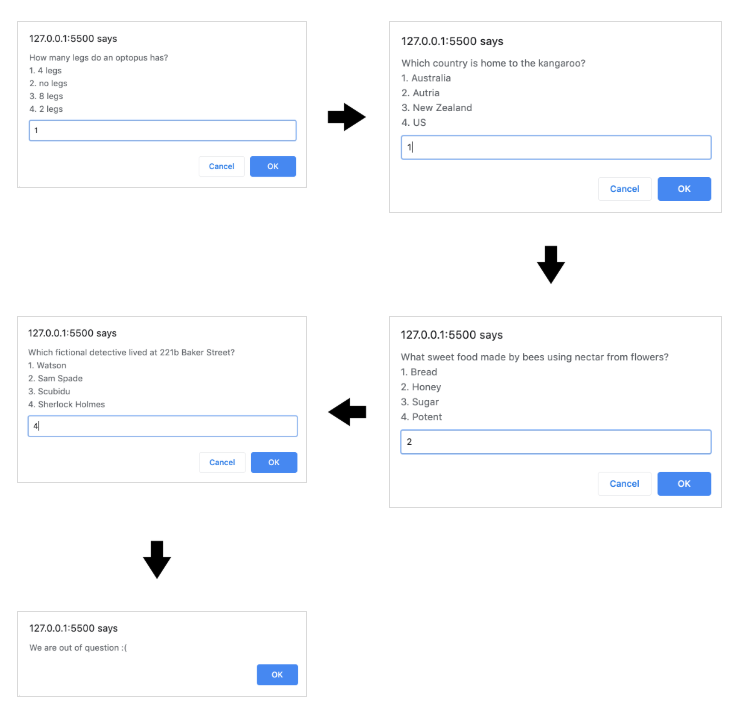 127.0.0.1:5500 says
How many legs do an optopus has?
1. 4 legs
2. no legs
3. 8 legs
4. 2 legs
1
Cancel
OK
127.0.0.1:5500 says
Which country is home to the kangaroo?
1. Australia
2. Autria
3. New Zealand
4. US
1
Cancel
OK
127.0.0.1:5500 says
What sweet food made by bees using nectar from flowers?
1. Bread
2. Honey
3. Sugar
4. Potent
2
Cancel
OK
127.0.0.1:5500 says
Which fictional detective lived at 221b Baker Street?
1. Watson
2. Sam Spade
3. Scubidu
4. Sherlock Holmes
4
Cancel
OK
127.0.0.1:5500 says
We are out of question :(
OK